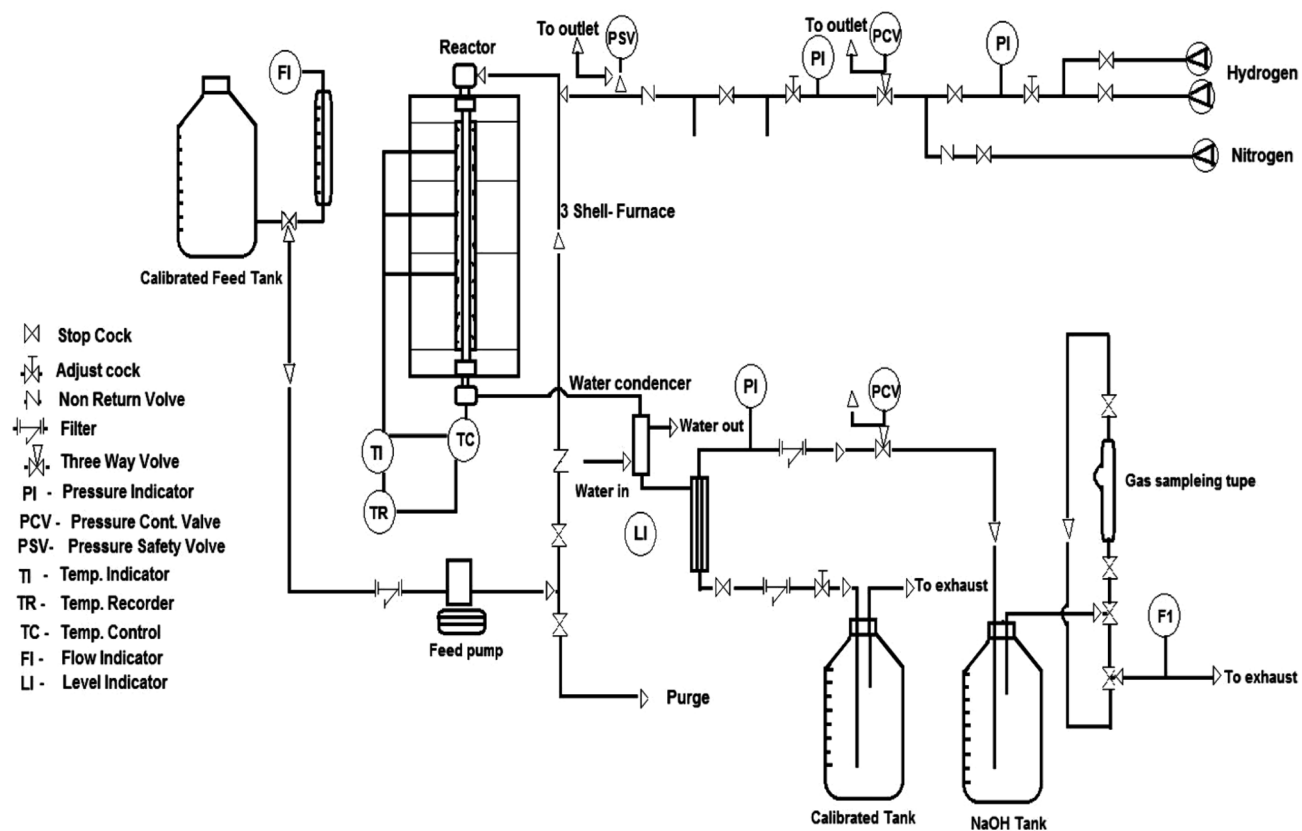 To outlet
PSV
To outlet
PCV
PI
PI
Hydrogen
Nitrogen
Reactor
FI
3 Shell- Furnace
Calibrated Feed Tank
Stop Cock
Adjust cock
Non Return Volve
Filter
Three Way Volve
PI - Pressure Indicator
PCV - Pressure Cont. Valve
PSV- Pressure Safety Volve
TI - Temp. Indicator
TR - Temp. Recorder
TC - Temp. Control
FI - Flow Indicator
LI - Level Indicator
TI
TC
TR
Water condencer
Water out
Water in
LI
PI
PCV
Gas sampleing tupe
Feed pump
Purge
To exhaust
F1
To exhaust
Calibrated Tank
NaOH Tank